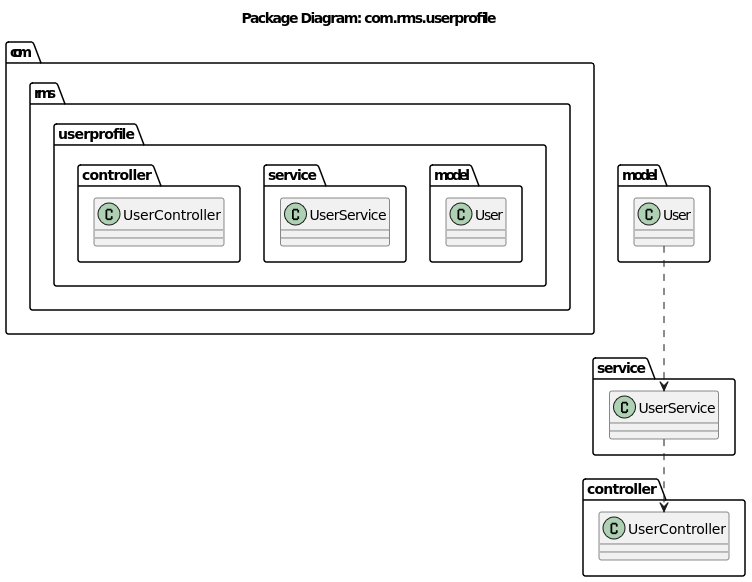 Package Diagram: com.rms.userprofile
com
rms
userprofile
controller
service
model
model
C UserController
C UserService
C User
C User
service
C UserService
controller
C UserController